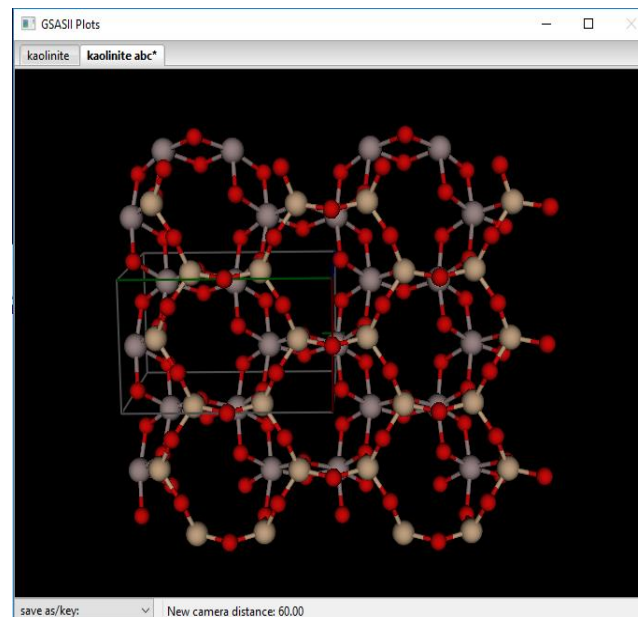 GSASII Plots
kaolinite
kaolinite abc*
save as/key:
New camera distance: 60.00